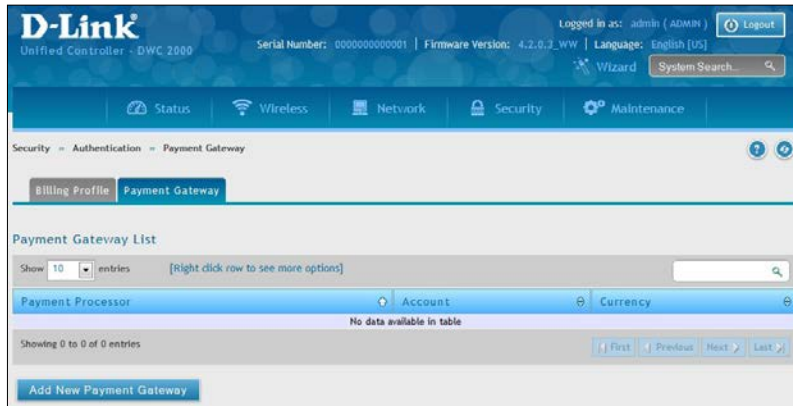 D-Link
Logged in as: admin ( ADMIN ) Logout
Unified Controller - DWC 2000
Serial Number: 0000000000001 | Firmware Version: 4.2.0.3_WW | Language: English [US]
Wizard System Search...
Status Wireless Network Security Maintenance
Security » Authentication » Payment Gateway
Billing Profile Payment Gateway
Payment Gateway List
Show 10 entries [Right click row to see more options]
Payment Processor Account Currency
No data available in table
Showing 0 to 0 of 0 entries First Previous Next Last
Add New Payment Gateway